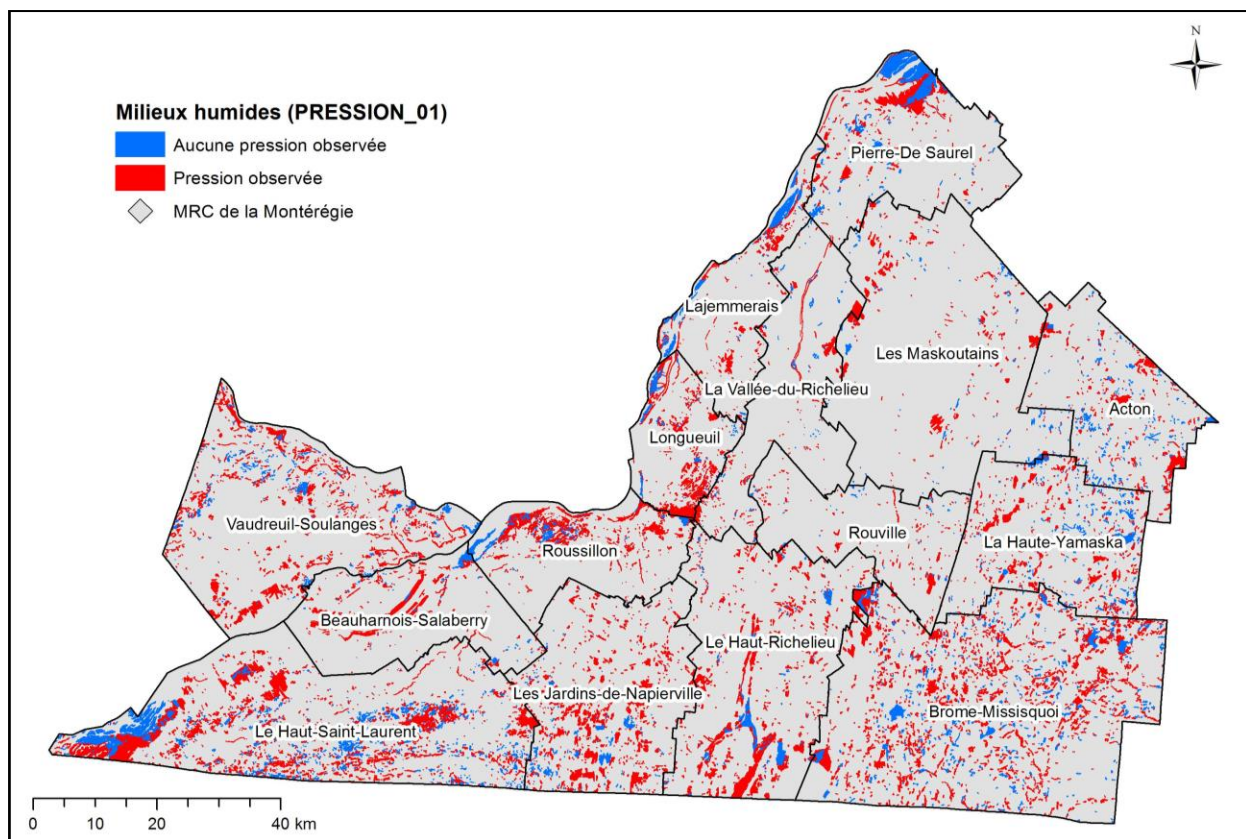 N
Milieux humides (PRESSION_01)
Aucune pression observée
Pression observée
MRC de la Montérégie
Pierre-De Saurel
Lajemmerais
Les Maskoutains
La Vallée-du-Richelieu
Acton
Longueuil
Vaudreuil-Soulanges
Roussillon
Rouville
La Haute-Yamaska
Beauharnois-Salaberry
Le Haut-Richelieu
Les Jardins-de-Napierville
Brome-Missisquoi
Le Haut-Saint-Laurent
0 10 20 40 km